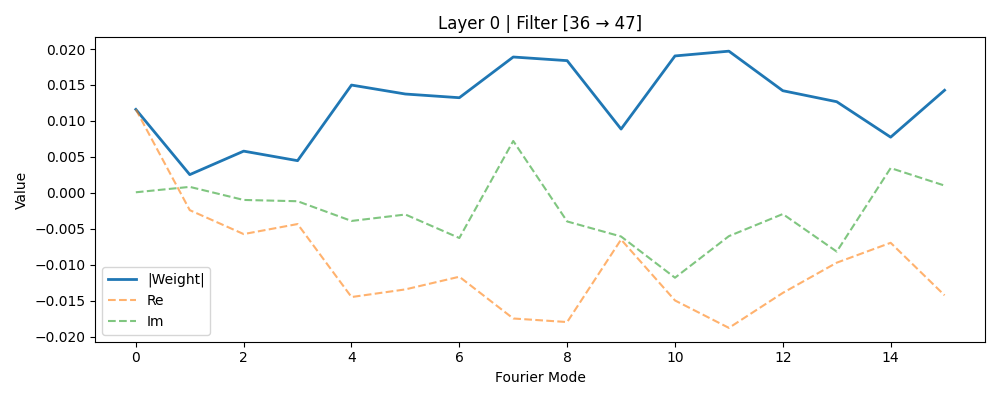 Layer 0 | Filter [36 → 47]
Value
0.020
0.015
0.010
0.005
0.000
−0.005
−0.010
−0.015
−0.020
|Weight|
Re
Im
0 2 4 6 8 10 12 14
Fourier Mode